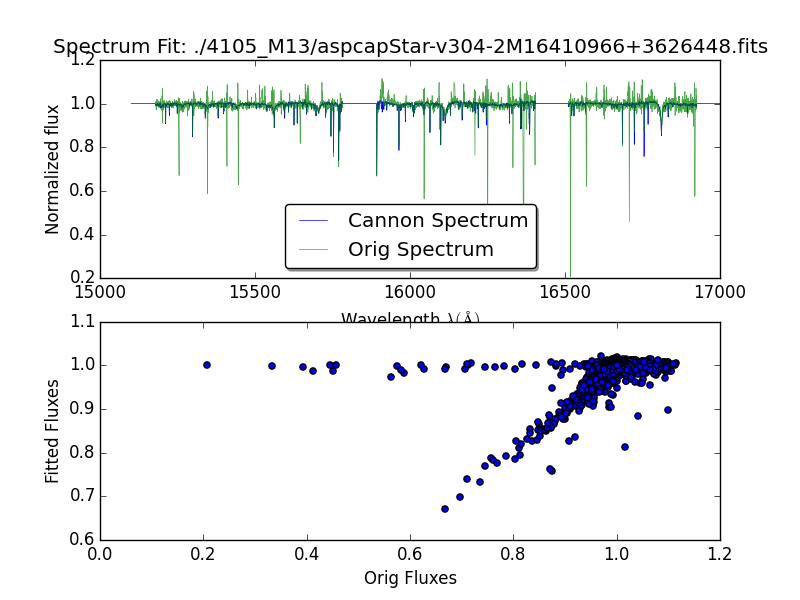 Spectrum Fit: ./4105_M13/aspcapStar-v304-2M16410966+3626448.fits
1.2
1.0
0.8
0.6
0.4
0.2
Normalized flux
Cannon Spectrum
Orig Spectrum
15000 15500 16000 16500 17000
Wavelength λ(Å)
1.1
1.0
0.9
0.8
0.7
0.6
Fitted Fluxes
0.0 0.2 0.4 0.6 0.8 1.0 1.2
Orig Fluxes